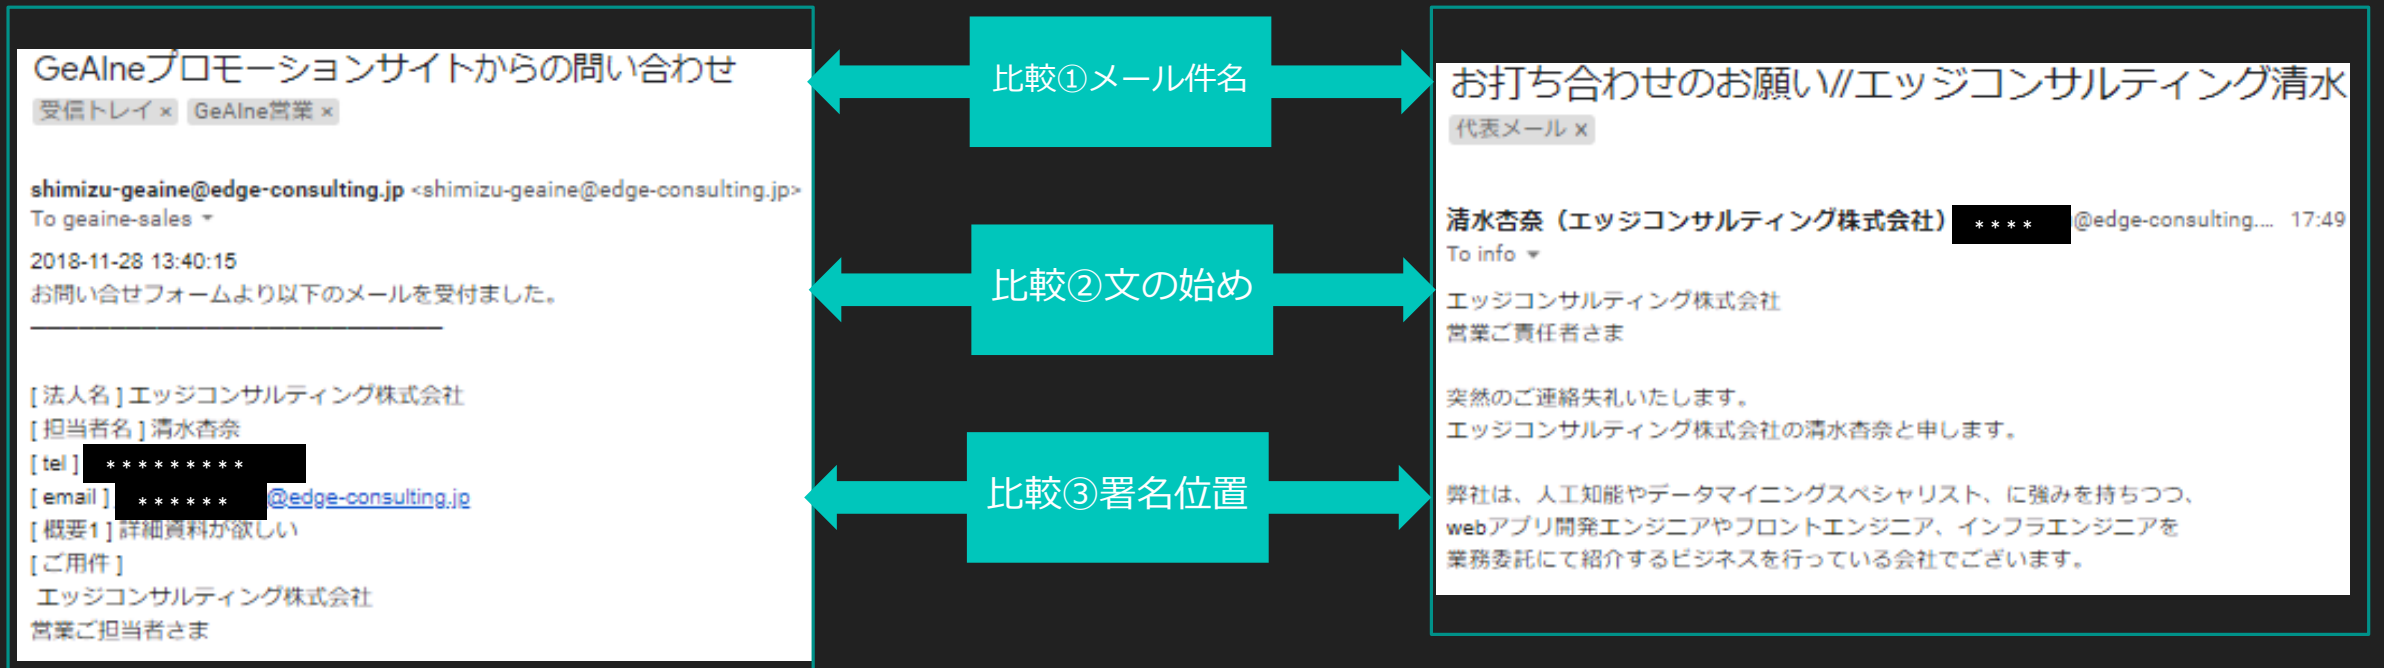 GeAIneプロモーションサイトからの問い合わせ
受信トレイ × GeAIne営業 ×
shimizu-geaine@edge-consulting.jp <shimizu-geaine@edge-consulting.jp>
To geaine-sales
2018-11-28 13:40:15
お問い合せフォームより以下のメールを受付ました。
[ 法人名 ] エッジコンサルティング株式会社
[ 担当者名 ] 清水杏奈
[ tel ] *********
[ email ] ****** @edge-consulting.jp
[ 概要1 ] 詳細資料が欲しい
[ ご用件 ]
エッジコンサルティング株式会社
営業ご担当者さま
比較①メール件名
比較②文の始め
比較③署名位置
お打ち合わせのお願い//エッジコンサルティング清水
代表メール ×
清水杏奈（エッジコンサルティング株式会社） **** @edge-consulting.... 17:49
To info
エッジコンサルティング株式会社
営業ご責任者さま
突然のご連絡失礼いたします。
エッジコンサルティング株式会社の清水杏奈と申します。
弊社は、人工知能やデータマイニングスペシャリスト、に強みを持ちつつ、
webアプリ開発エンジニアやフロントエンジニア、インフラエンジニアを
業務委託にて紹介するビジネスを行っている会社でございます。